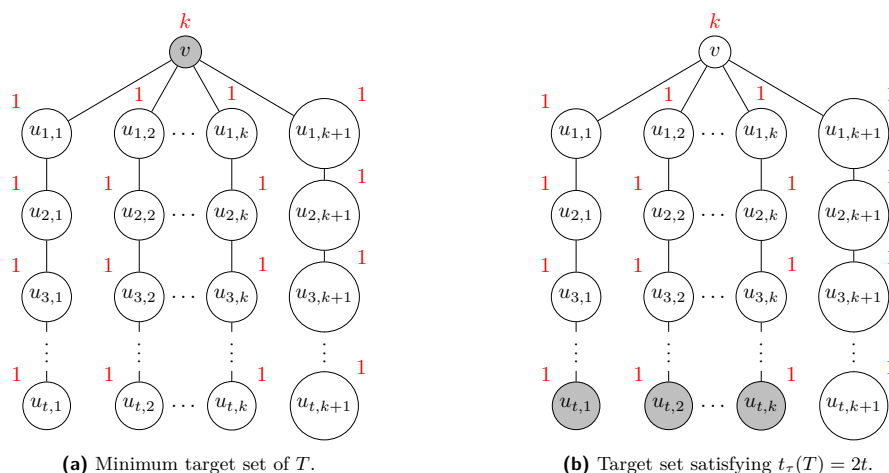 k k
v v
1 1 1 1 1 1 1 1
u1,1 u1,2 ··· u1,k u1,k+1 u1,1 u1,2 ··· u1,k u1,k+1
1 1 1 1 1 1 1 1
u2,1 u2,2 ··· u2,k u2,k+1 u2,1 u2,2 ··· u2,k u2,k+1
1 1 1 1 1 1 1 1
u3,1 u3,2 ··· u3,k u3,k+1 u3,1 u3,2 ··· u3,k u3,k+1
⋮ ⋮ ⋮ ⋮ ⋮ ⋮ ⋮ ⋮
1 1 1 1 1 1 1 1
ut,1 ut,2 ··· ut,k ut,k+1 ut,1 ut,2 ··· ut,k ut,k+1
(a) Minimum target set of T. (b) Target set satisfying tτ(T) = 2t.